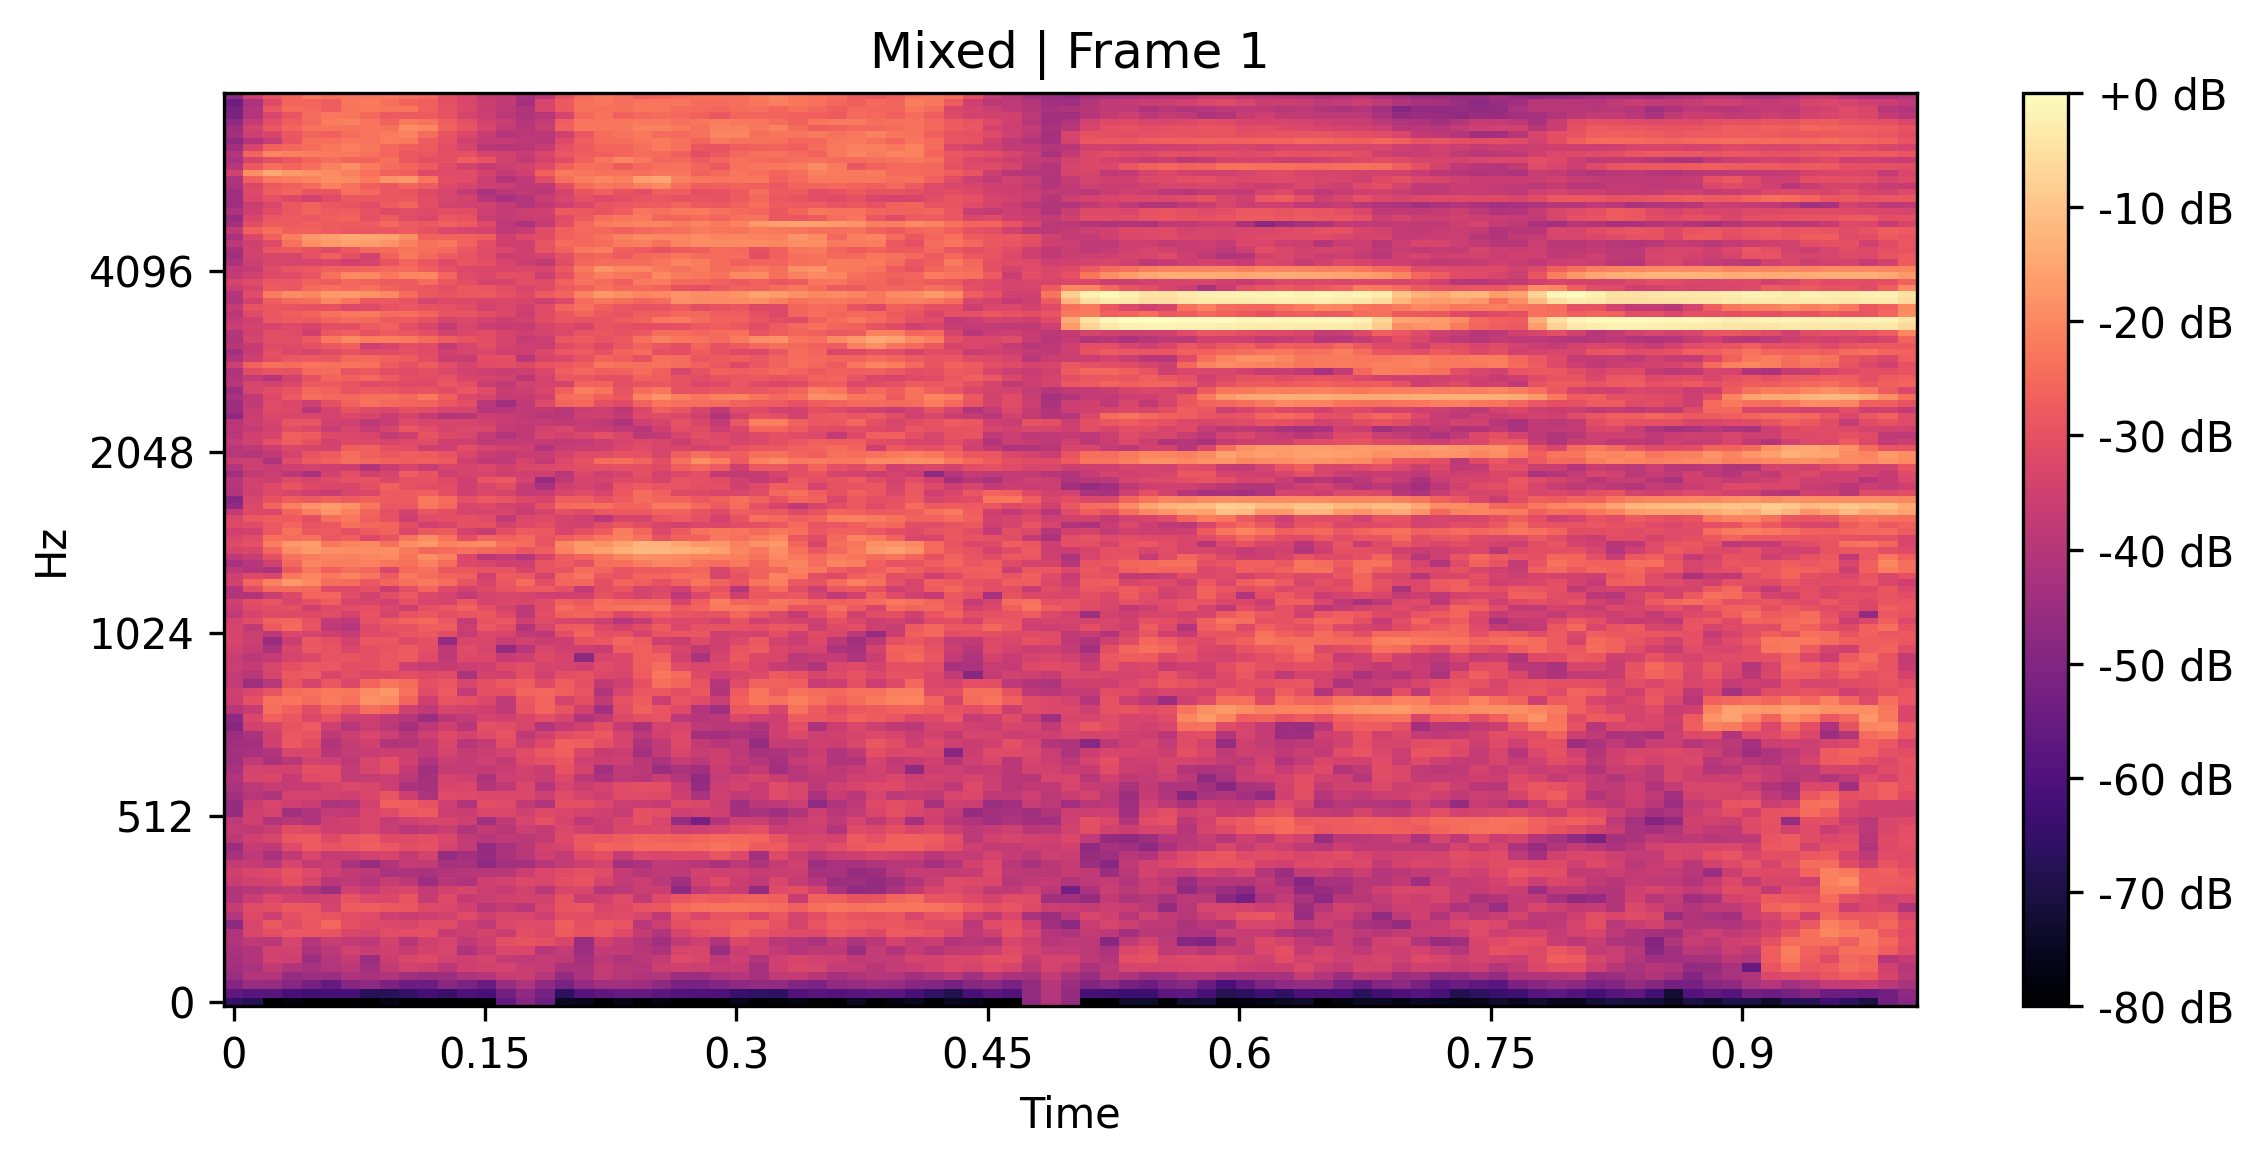 Mixed | Frame 1
+0 dB
-10 dB
-20 dB
-30 dB
-40 dB
-50 dB
-60 dB
-70 dB
-80 dB
Hz
4096
2048
1024
512
0
0 0.15 0.3 0.45 0.6 0.75 0.9
Time